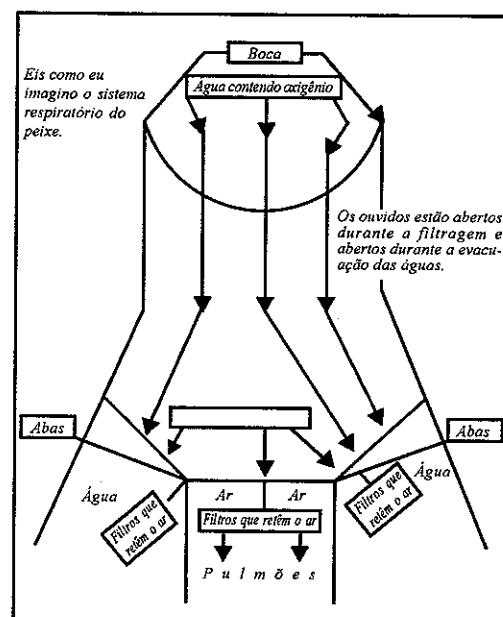 Boca
Eis como eu
imagino o sistema
respiratório do
peixe.
Água contendo oxigênio
Os ouvidos estão abertos
durante a filtragem e
abertos durante a evacu-
ação das águas.
Abas
Abas
Água
Filtros que
retêm o ar
Ar
Ar
Filtros que retêm o ar
Filtros que
retêm o ar
Água
Pulmões